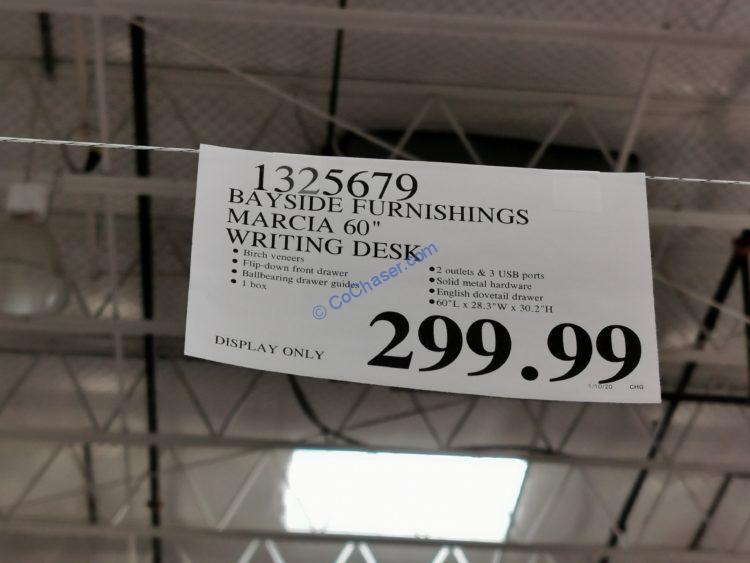 1325679
BAYSIDE FURNISHINGS
MARCIA 60"
WRITING DESK
• Birch veneers
• Flip-down front drawer
• Ballbearing drawer guides
• 1 box
• 2 outlets & 3 USB ports
• Solid metal hardware
• English dovetail drawer
• 60"L x 28.3"W x 30.2"H
© CoChaser.com
DISPLAY ONLY
299.99
CHG